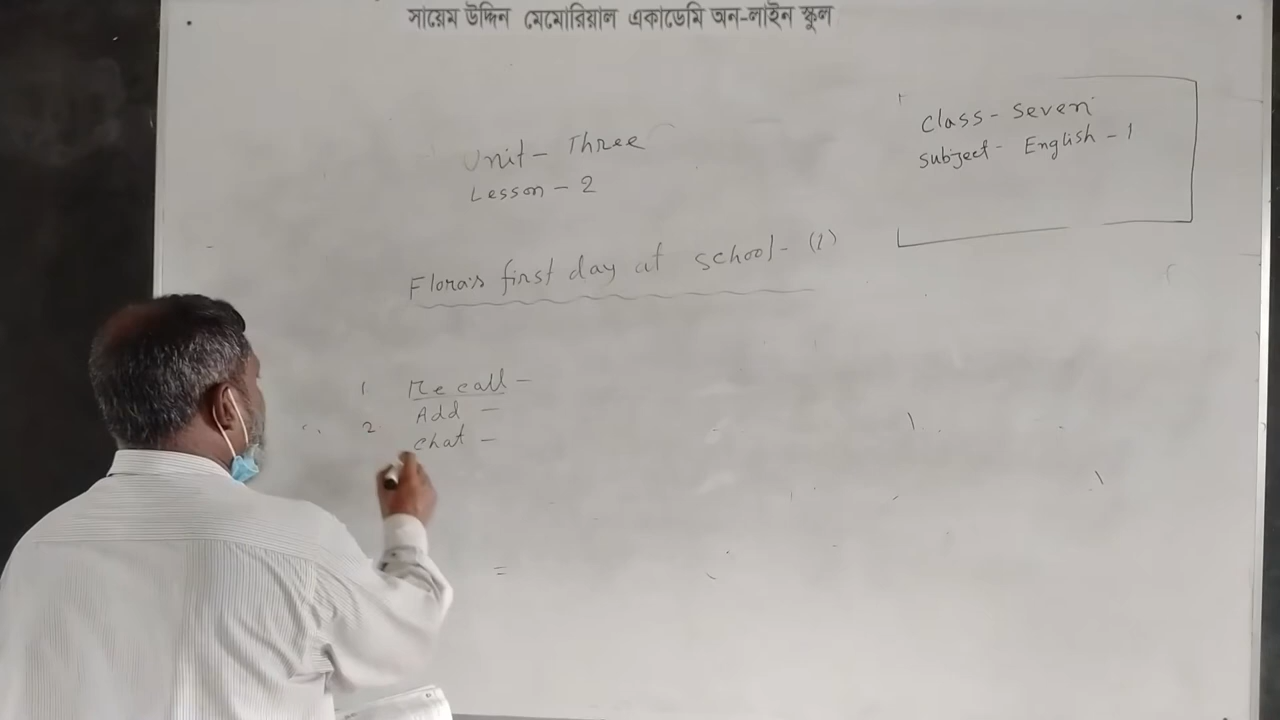 সায়েম উদ্দিন মেমোরিয়াল একাডেমি অন-লাইন স্কুল
Class- Seven
Subject- English - 1
Unit- Three
Lesson - 2
Flora's first day at school- (1)
1 Recall -
2. Add -
Chat -
=